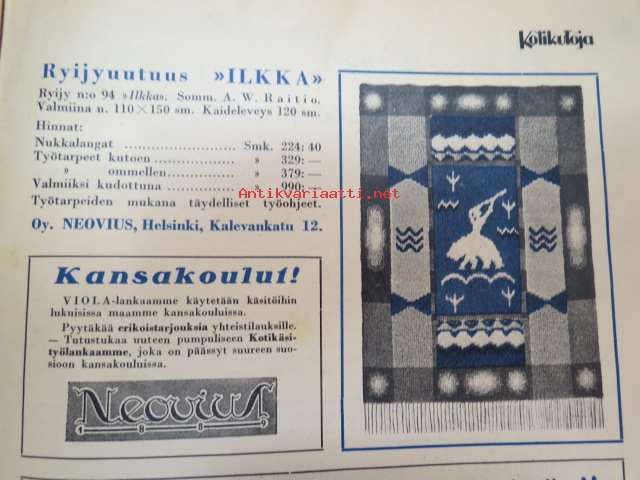 Kotikutoja
Ryijyuutuus »ILKKA»
Ryijy n:o 94 »Ilkka». Somm. A. W. Raitio.
Valmiina n. 110×150 sm. Kaideleveys 120 sm.
Hinnat:
Nukkalangat Smk. 224:40
Työtarpeet kutoen » 329:—
» ommellen » 379:—
Valmiiksi kudottuna » 990:—
Työtarpeiden mukana täydelliset työohjeet.
Oy. NEOVIUS, Helsinki, Kalevankatu 12.
Antikvariaatti.net
Kansakoulut!
VIOLA-lankaamme käytetään käsitöihin
lukuisissa maamme kansakouluissa.
Pyytäkää erikoistarjouksia yhteistilauksille.
— Tutustukaa uuteen pumpuliseen Kotikäsi-
työlankaamme, joka on päässyt suureen suo-
sioon kansakouluissa.
Neovius
1889